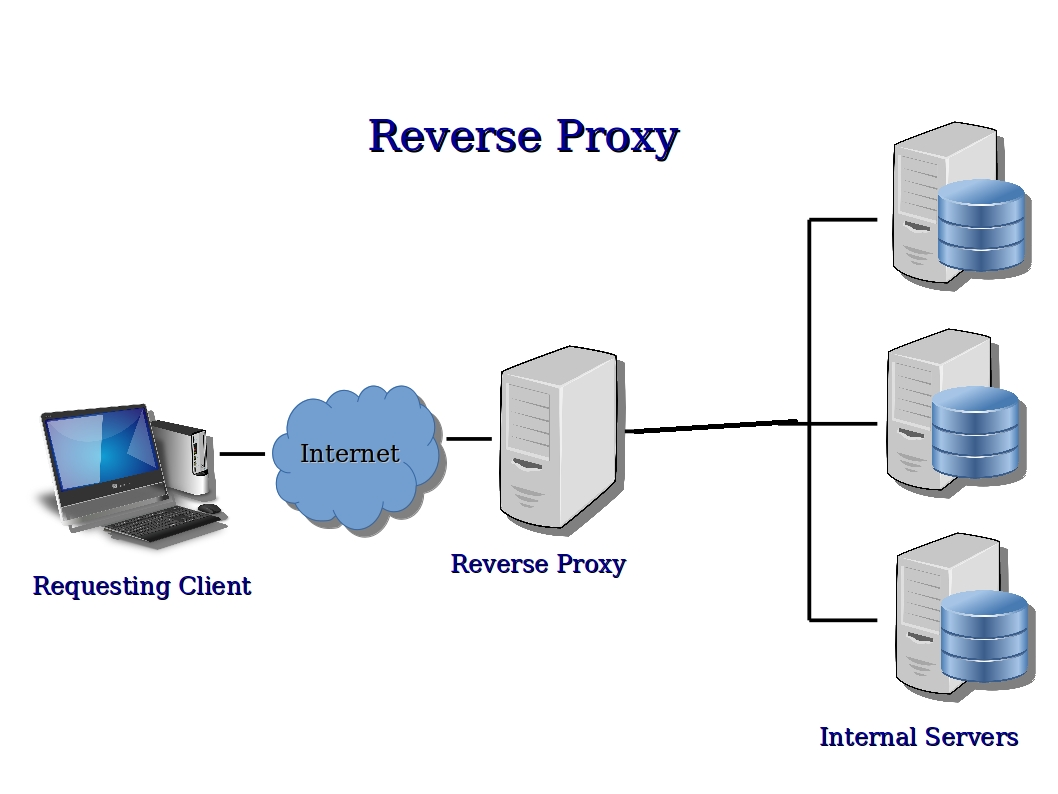 Reverse Proxy
Internet
Reverse Proxy
Requesting Client
Internal Servers